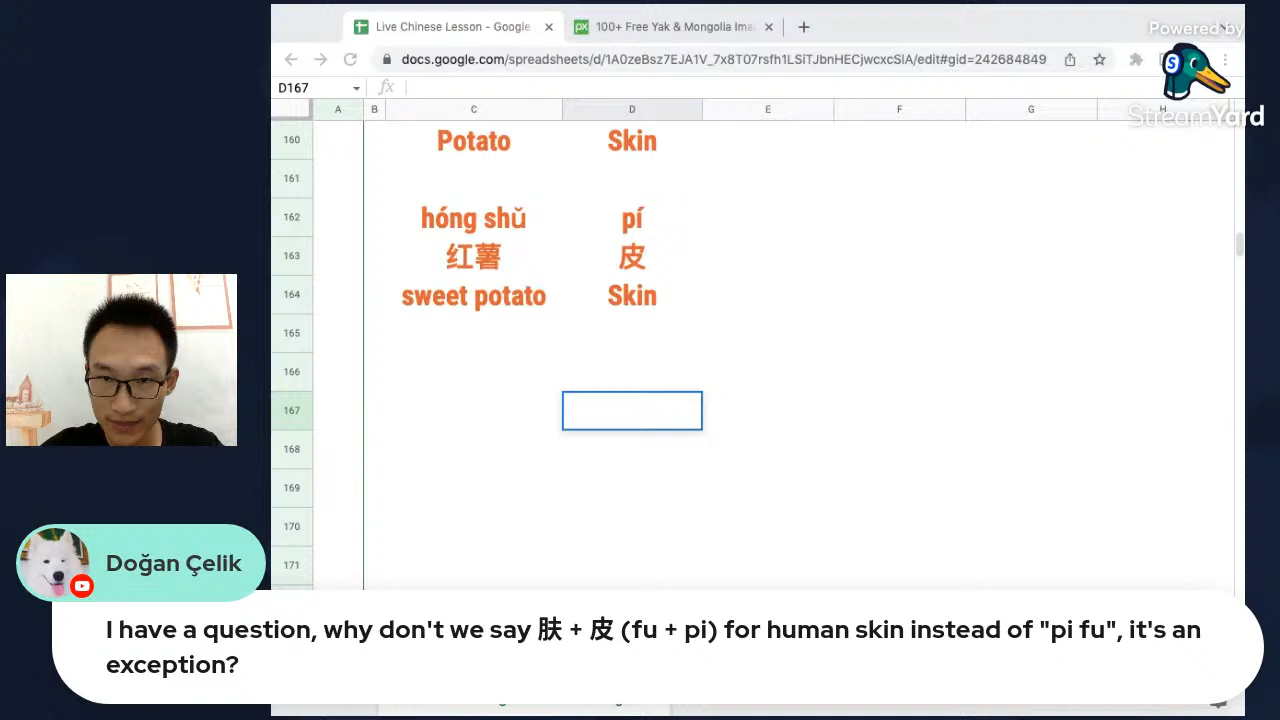 Live Chinese Lesson - Google
100+ Free Yak & Mongolia Ima
Powered by
docs.google.com/spreadsheets/d/1A0zeBsz7EJA1V_7x8T07rsfh1LSiTJbnHECjwcxcSIA/edit#gid=242684849
StreamYard
D167
fx
A B C D E F G H
160 Potato Skin
161
162 hóng shǔ pí
163 红薯 皮
164 sweet potato Skin
165
166
167
168
169
170
171
Doğan Çelik
I have a question, why don't we say 肤 + 皮 (fu + pi) for human skin instead of "pi fu", it's an
exception?